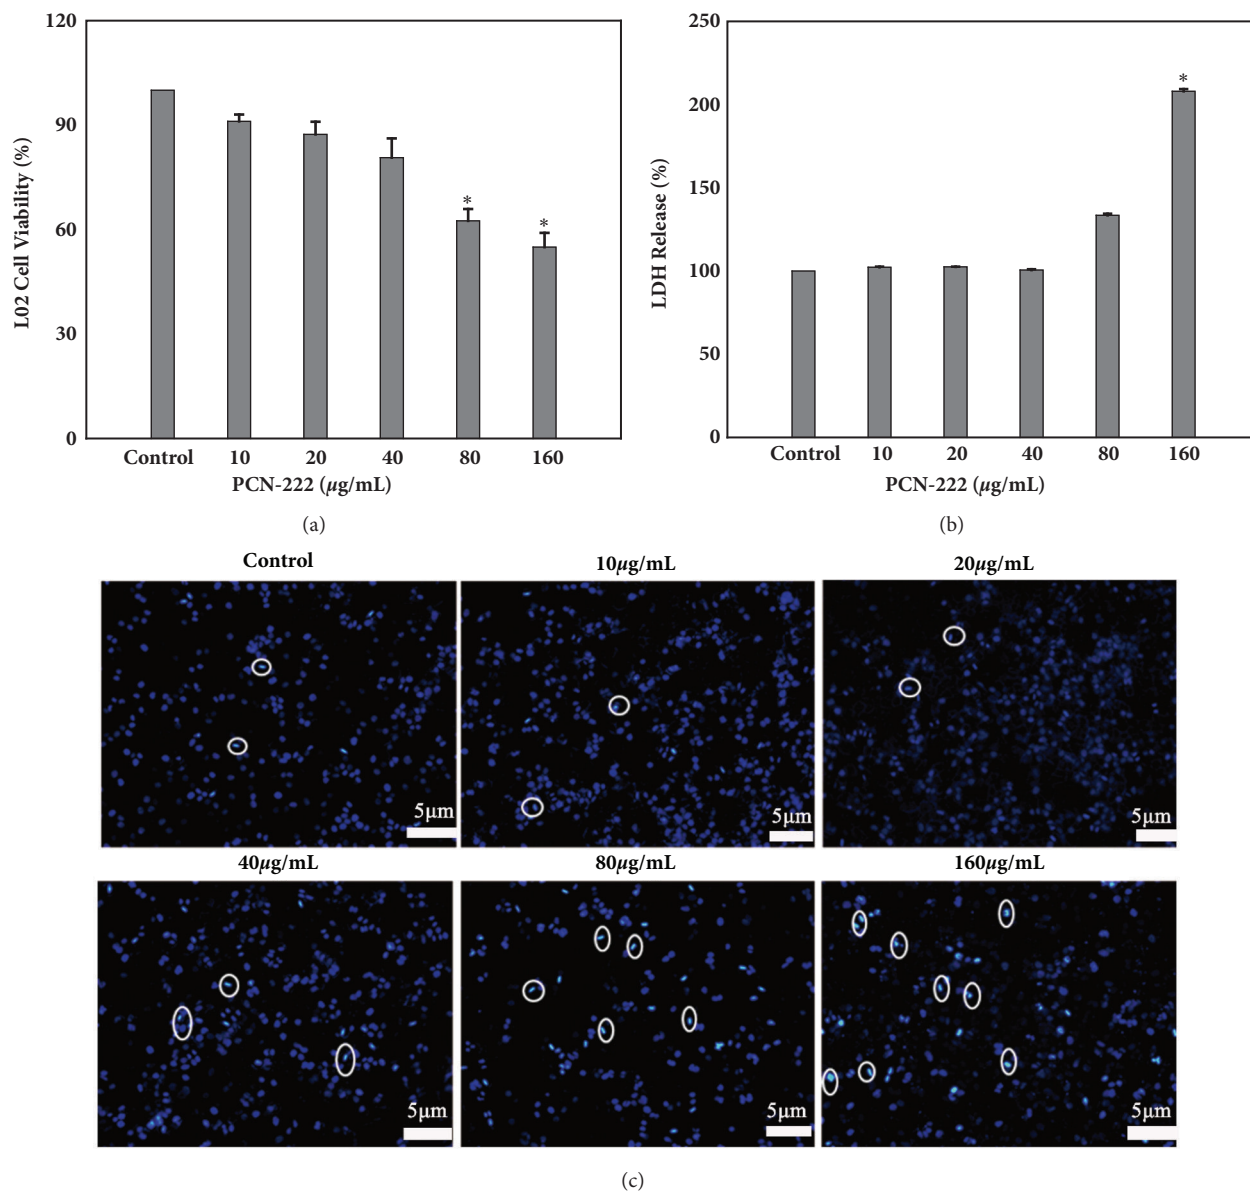 120
90
60
30
0
L02 Cell Viability (%)
*
*
Control 10 20 40 80 160
PCN-222 (µg/mL)
(a)
250
200
150
100
50
0
LDH Release (%)
*
Control 10 20 40 80 160
PCN-222 (µg/mL)
(b)
Control 10µg/mL 20µg/mL
5µm 5µm 5µm
40µg/mL 80µg/mL 160µg/mL
5µm 5µm 5µm
(c)